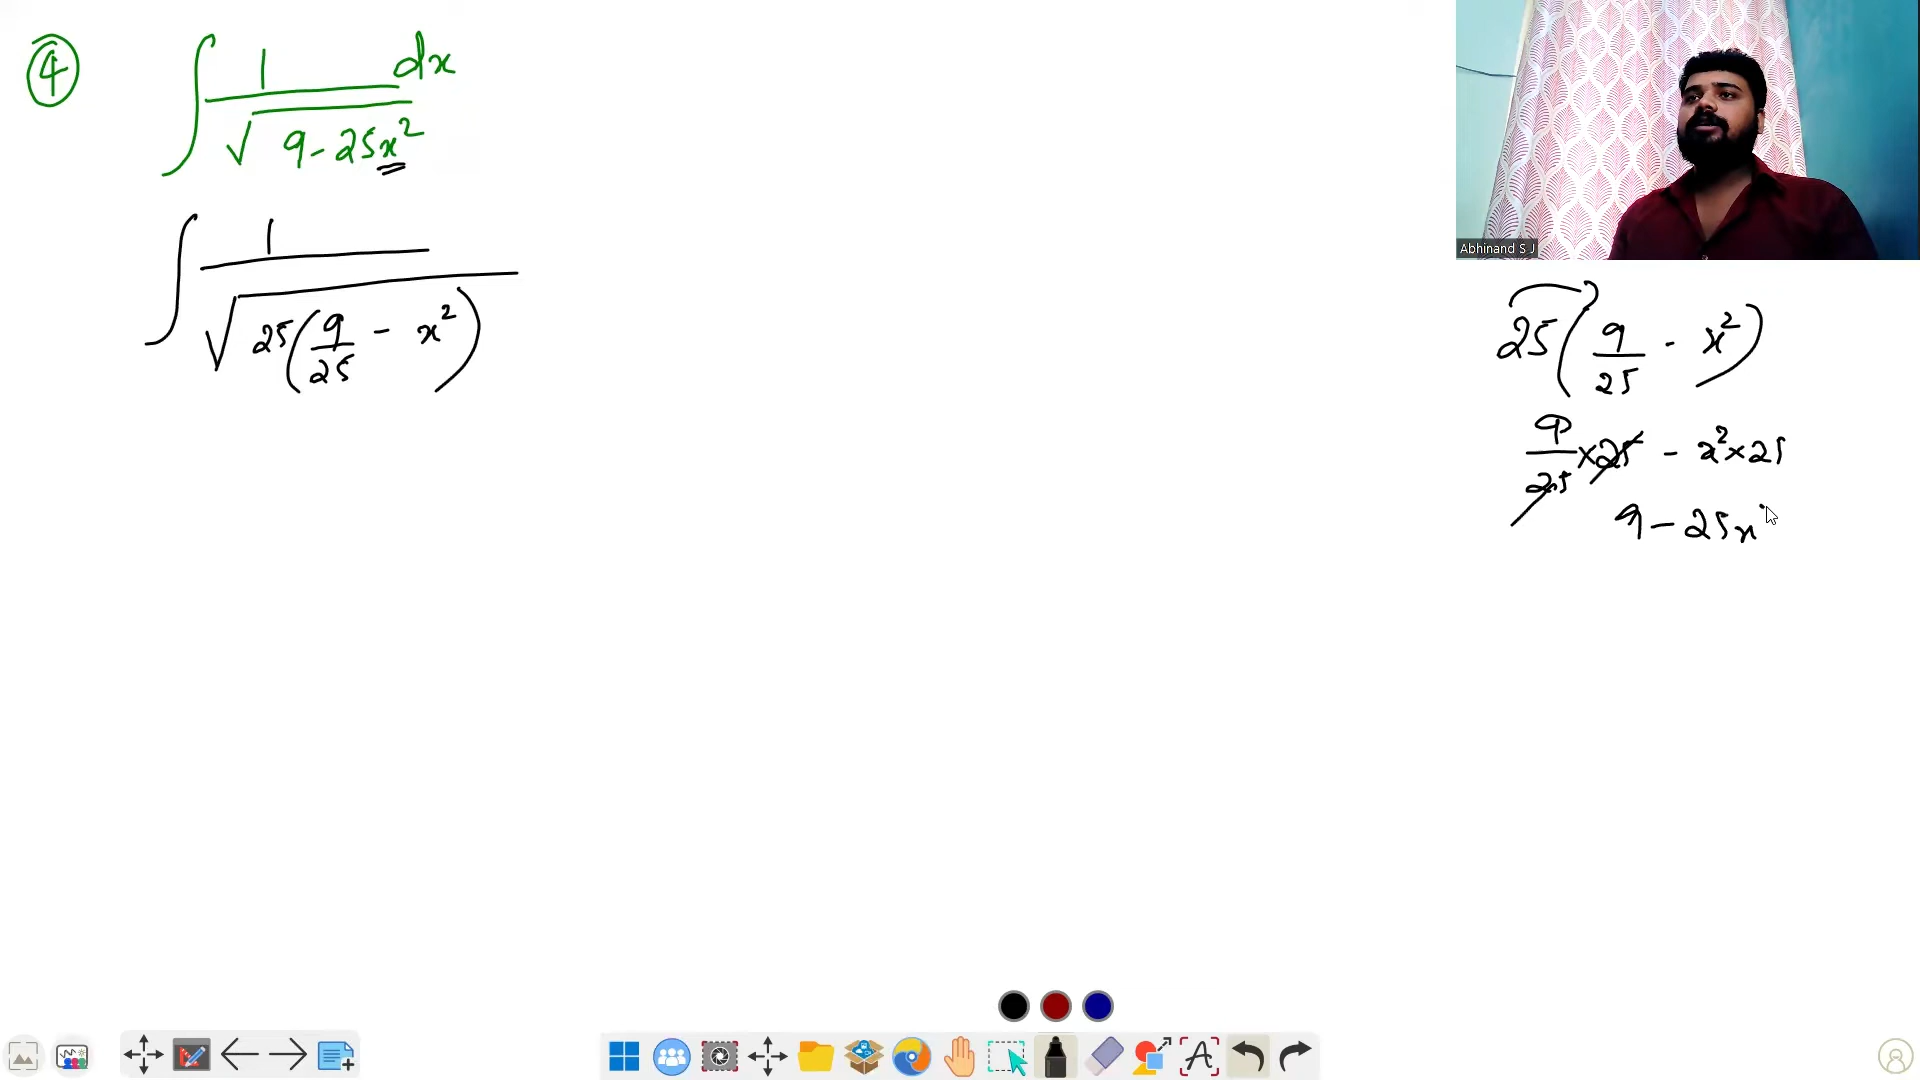 ④ ∫ 1/√(9-25x²) dx
∫ 1/√(25(9/25 - x²))
Abhinand S J
25(9/25 - x²)
9/25 × 25 - x² × 25
9 - 25x²